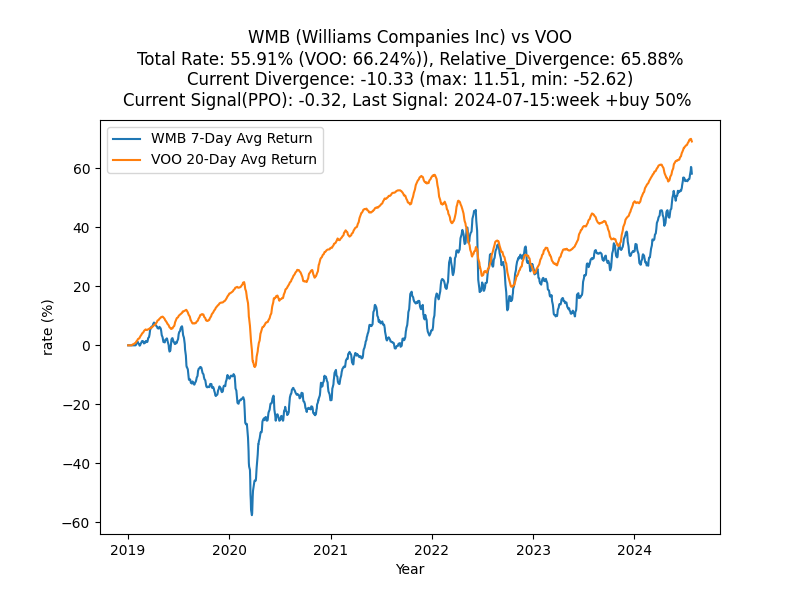 WMB (Williams Companies Inc) vs VOO
Total Rate: 55.91% (VOO: 66.24%)), Relative_Divergence: 65.88%
Current Divergence: -10.33 (max: 11.51, min: -52.62)
Current Signal(PPO): -0.32, Last Signal: 2024-07-15:week +buy 50%
WMB 7-Day Avg Return
VOO 20-Day Avg Return
rate (%)
60
40
20
0
−20
−40
−60
2019 2020 2021 2022 2023 2024
Year